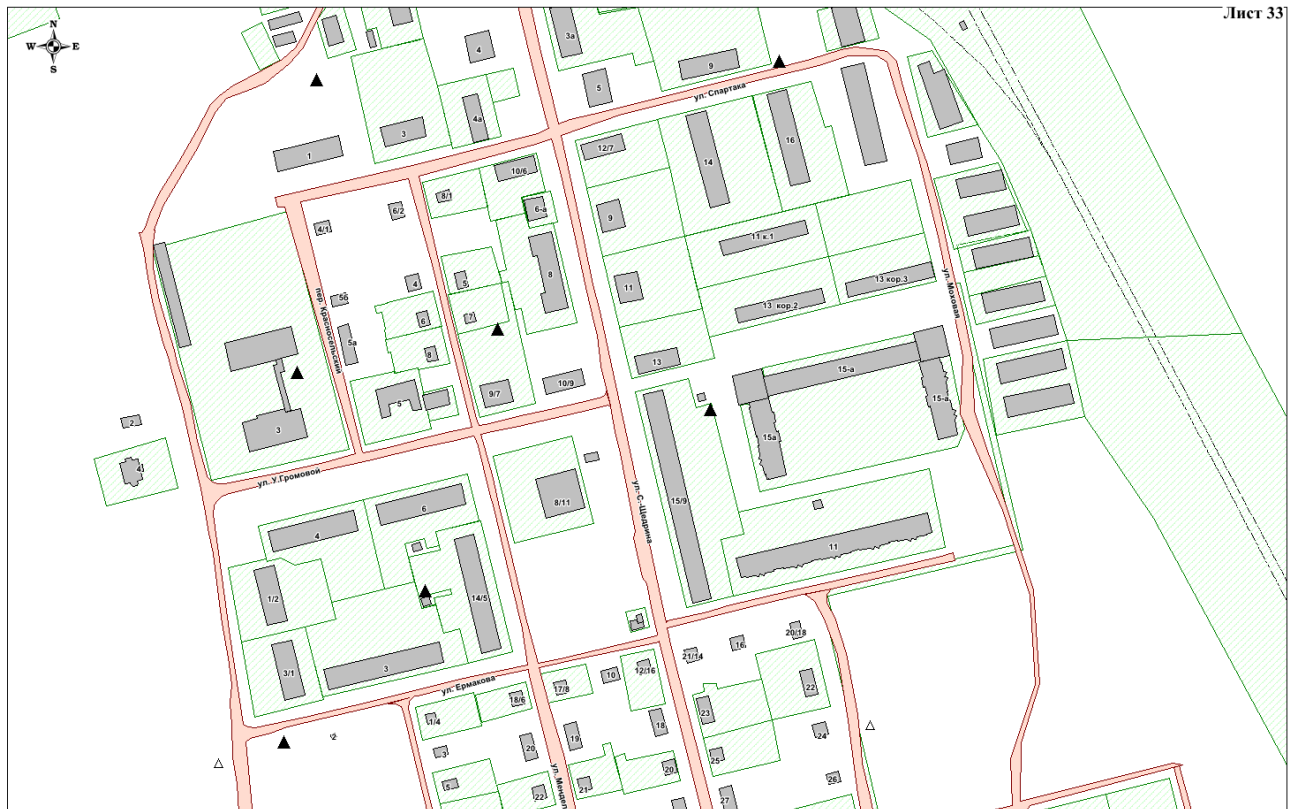 Лист 33
N
W E
S
3а
4
9
5
ул. Спартака
4а
3
1
12/7
14
16
10/6
8/1
6-а
6/2
4/1
9
11 к.1
8
5
4
5б
пер. Красносельский
11
13 кор.3
13 кор.2
ул. Моховая
7
6
5а
8
13
15-а
15-а
10/9
9/7
5
15а
3
2
4
ул. У.Громовой
8/11
15/9
ул. С.-Щедрина
6
4
11
1/2
14/5
3
3/1
20/18
16
21/14
12/16
10
17/8
22
ул. Ермакова
18/6
1/4
23
18
19
24
2
20
3
25
20
26
5
21
22
27
ул. Мендел